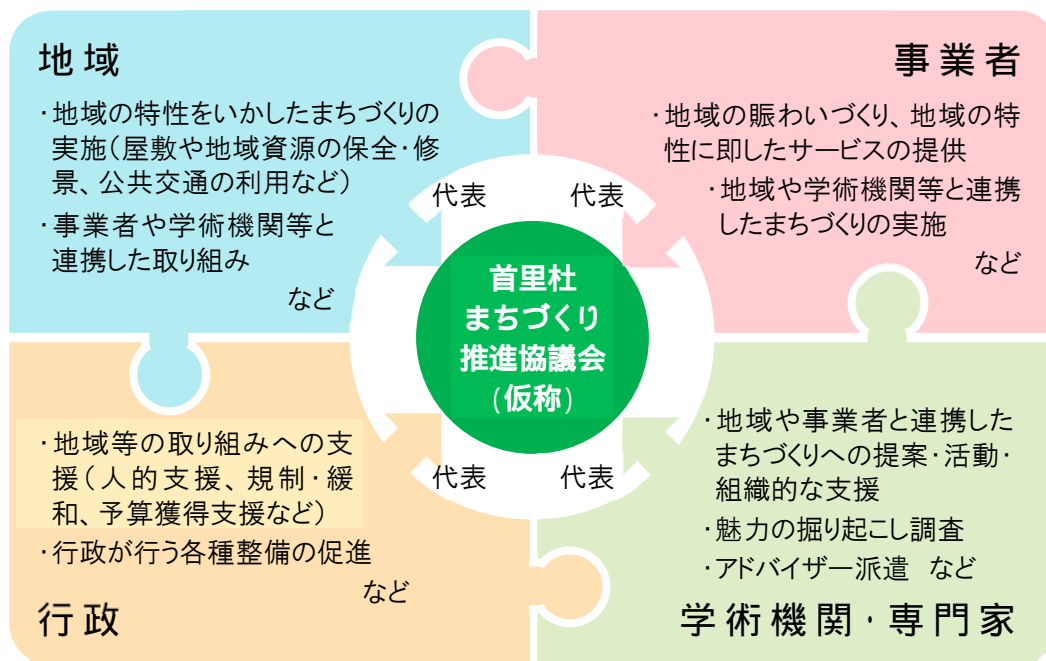 地域
・地域の特性をいかしたまちづくりの
実施(屋敷や地域資源の保全・修
景、公共交通の利用など)
・事業者や学術機関等と
連携した取り組み
など
事業者
・地域の賑わいづくり、地域の特
性に即したサービスの提供
・地域や学術機関等と連携
したまちづくりの実施
など
代表
代表
首里杜
まちづくり
推進協議会
(仮称)
代表
代表
・地域等の取り組みへの支
援(人的支援、規制・緩
和、予算獲得支援など)
・行政が行う各種整備の促進
など
行政
・地域や事業者と連携した
まちづくりへの提案・活動・
組織的な支援
・魅力の掘り起こし調査
・アドバイザー派遣 など
学術機関・専門家